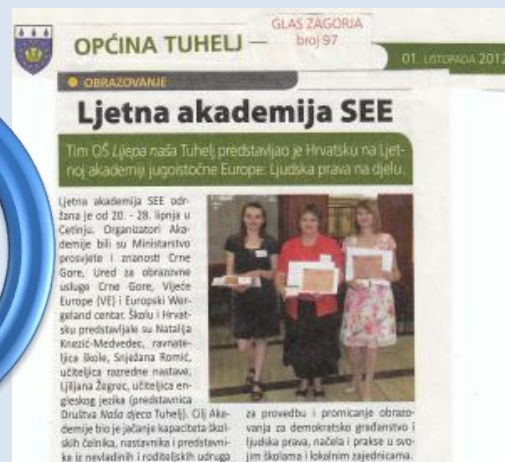 OPĆINA TUHELJ —
GLAS ZAGORJA
broj 97
01. LISTOPADA 2012
OBRAZOVANJE
Ljetna akademija SEE
Tim OŠ Lijepa naša Tuhelj predstavljao je Hrvatsku na Ljet-
noj akademiji jugoistočne Europe: Ljudska prava na djelu.
Ljetna akademija SEE odr-
žana je od 20. - 28. lipnja u
Cetinju. Organizatori Aka-
demije bili su Ministarstvo
prosvjete i znanosti Crne
Gore, Ured za obrazovne
usluge Crne Gore, Vijeće
Europe (VE) i Europski Wer-
geland centar. Školu i Hrvat-
sku predstavljale su Natalija
Knezić-Medvedec, ravnate-
ljica škole, Snježana Romić,
učiteljica razredne nastave,
Ljiljana Žegrec, učiteljica en-
gleskog jezika (predstavnica
Društva Naša djeca Tuhelj). Cilj Aka-
demije bio je jačanje kapaciteta škol-
skih čelnika, nastavnika i predstavni-
ka iz nevladinih i roditeljskih udruga
za provedbu i promicanje obrazo-
vanja za demokratsko građanstvo i
ljudska prava, načela i prakse u svo-
jim školama i lokalnim zajednicama.